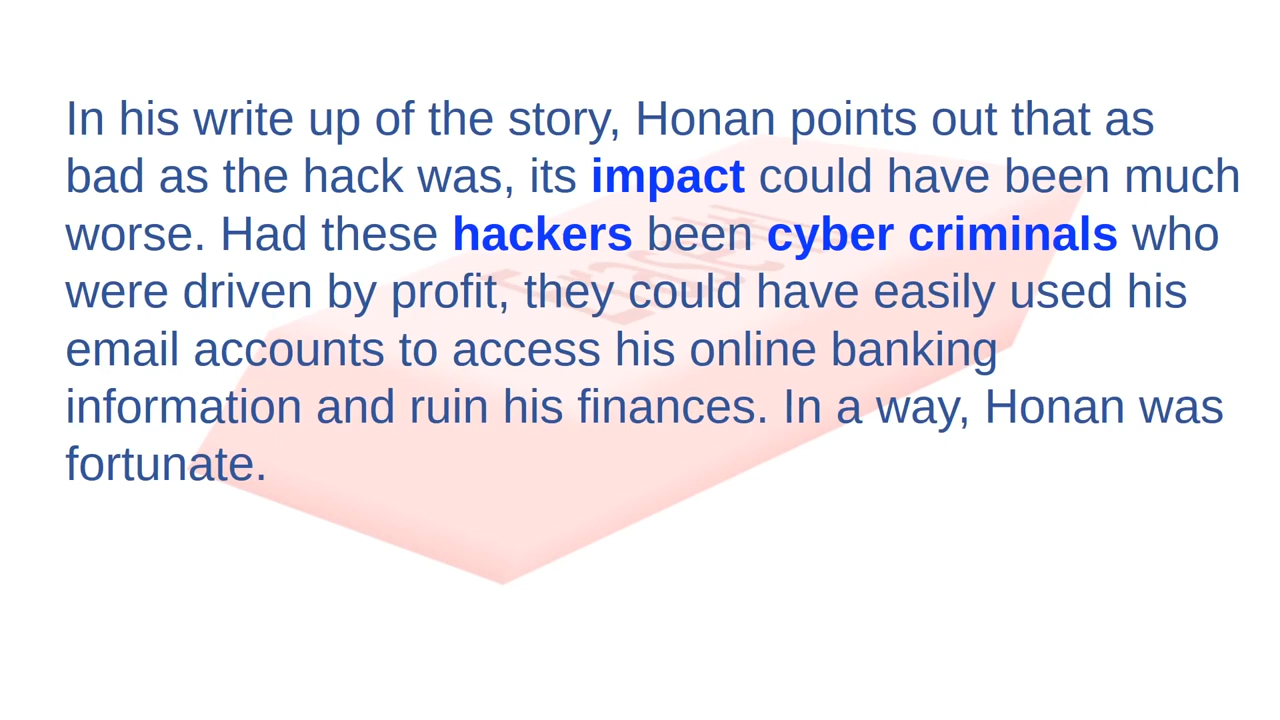 In his write up of the story, Honan points out that as
bad as the hack was, its impact could have been much
worse. Had these hackers been cyber criminals who
were driven by profit, they could have easily used his
email accounts to access his online banking
information and ruin his finances. In a way, Honan was
fortunate.